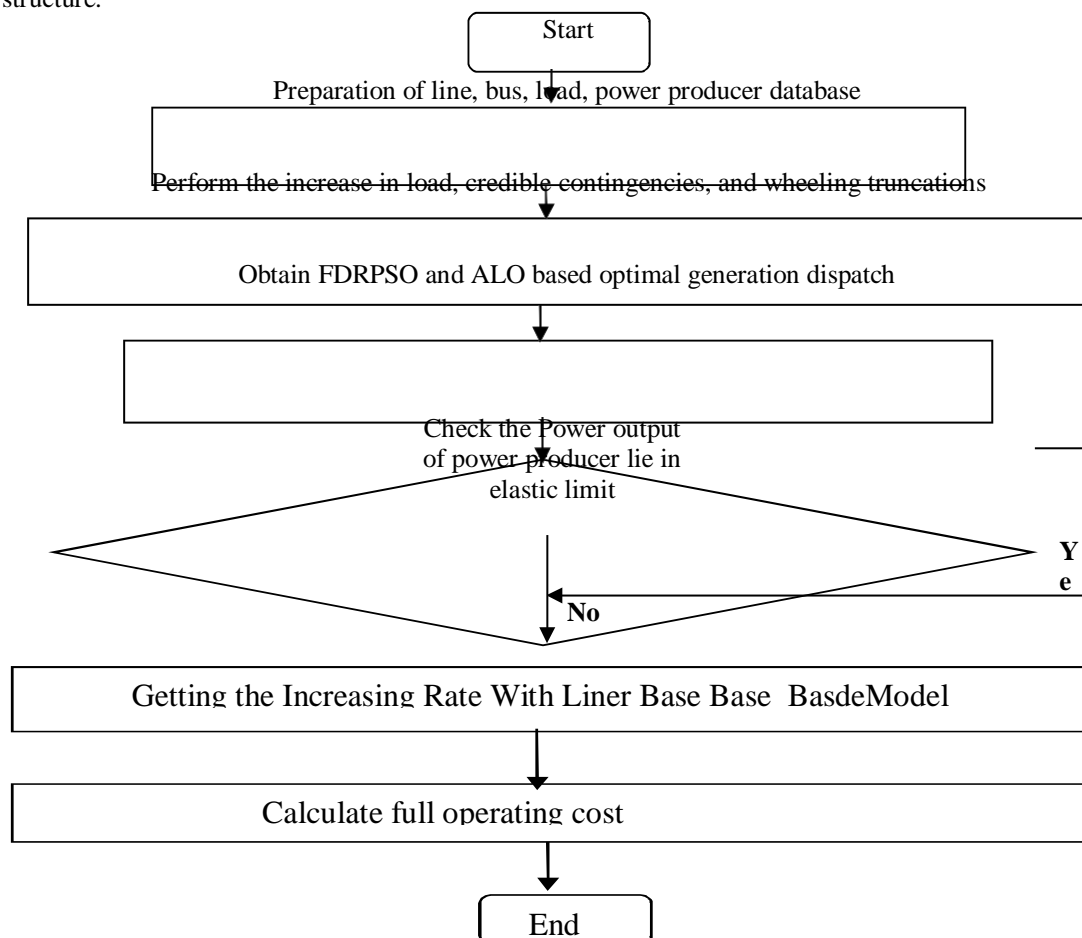 structure.
Start
Preparation of line, bus, load, power producer database
Perform the increase in load, credible contingencies, and wheeling truncations
Obtain FDRPSO and ALO based optimal generation dispatch
Check the Power output
of power producer lie in
elastic limit
Y
e
No
Getting the Increasing Rate With Liner Base Base BasdeModel
Calculate full operating cost
End